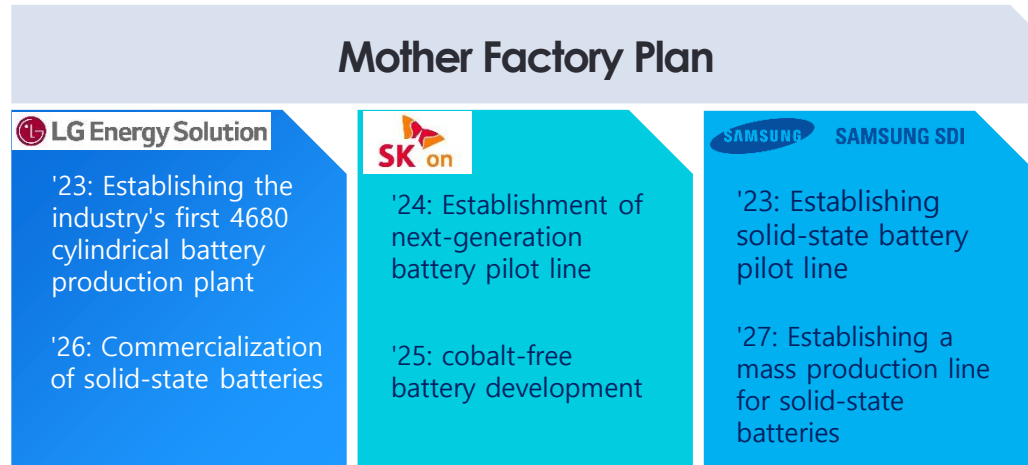 Mother Factory Plan
LG Energy Solution
'23: Establishing the
industry's first 4680
cylindrical battery
production plant
'26: Commercialization
of solid-state batteries
SK on
'24: Establishment of
next-generation
battery pilot line
'25: cobalt-free
battery development
SAMSUNG SAMSUNG SDI
'23: Establishing
solid-state battery
pilot line
'27: Establishing a
mass production line
for solid-state
batteries